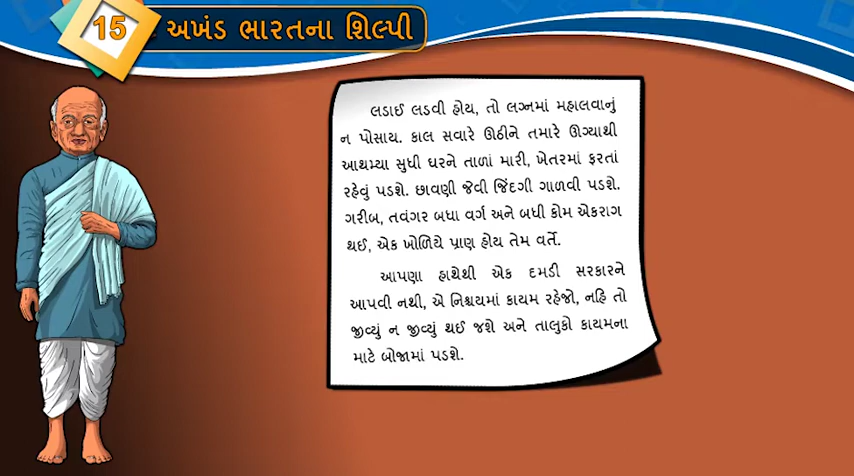 15 અખંડ ભારતના શિલ્પી
લડાઈ લડવી હોય, તો લગ્નમાં મહાલવાનું
ન પોસાય. કાલ સવારે ઊઠીને તમારે ઊગ્યાથી
આથમ્યા સુધી ઘરને તાળાં મારી, ખેતરમાં ફરતાં
રહેવું પડશે. છાવણી જેવી જિંદગી ગાળવી પડશે.
ગરીબ, તવંગર બધા વર્ગ અને બધી કોમ એકરાગ
થઈ, એક ખોળિયે પ્રાણ હોય તેમ વર્તે.
આપણા હાથેથી એક દમડી સરકારને
આપવી નથી, એ નિશ્ચયમાં કાયમ રહેજો, નહિ તો
જીવ્યું ન જીવ્યું થઈ જશે અને તાલુકો કાયમના
માટે બોજામાં પડશે.